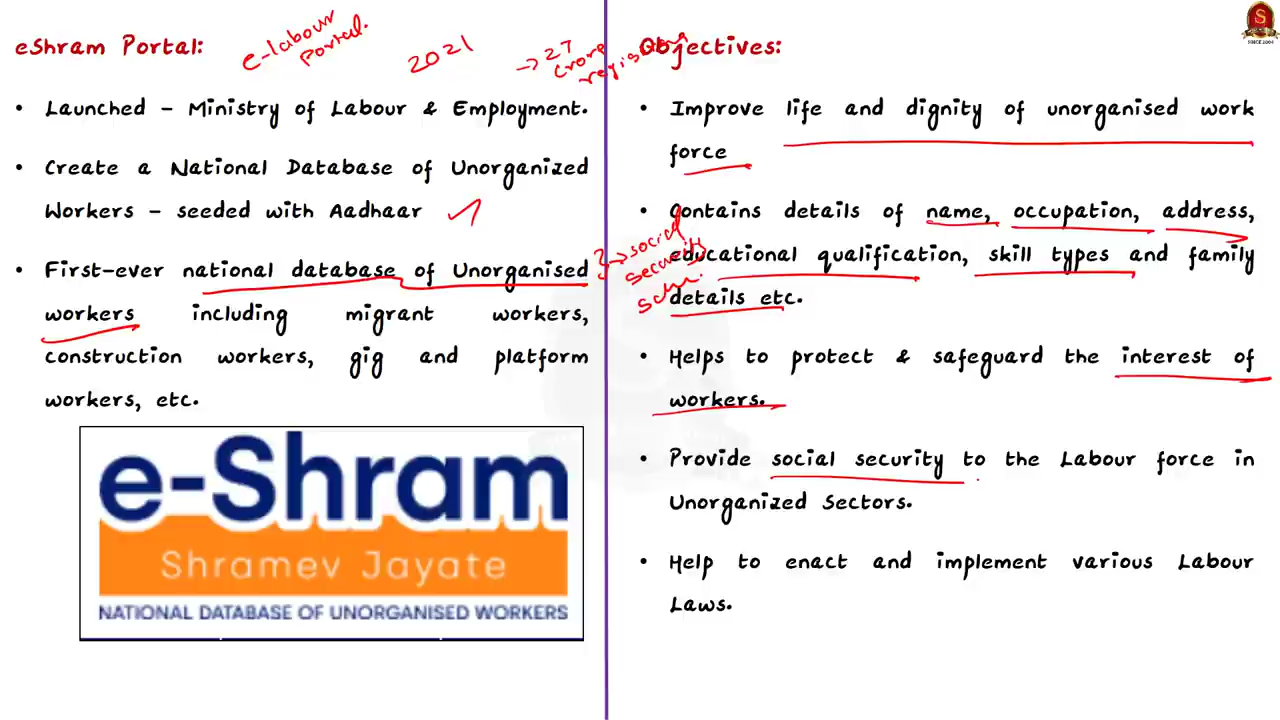 eShram Portal:
e-labour
Portal.
2021
→ 27
Crore
registrations
• Launched – Ministry of Labour & Employment.
• Create a National Database of Unorganized
Workers – seeded with Aadhaar
• First-ever national database of Unorganised
workers including migrant workers,
construction workers, gig and platform
workers, etc.
→ social
security
e-Shram
Shramev Jayate
NATIONAL DATABASE OF UNORGANISED WORKERS
Objectives:
• Improve life and dignity of unorganised work
force
• Contains details of name, occupation, address,
educational qualification, skill types and family
details etc.
• Helps to protect & safeguard the interest of
workers.
• Provide social security to the Labour force in
Unorganized Sectors.
• Help to enact and implement various Labour
Laws.
S
SINCE 2004